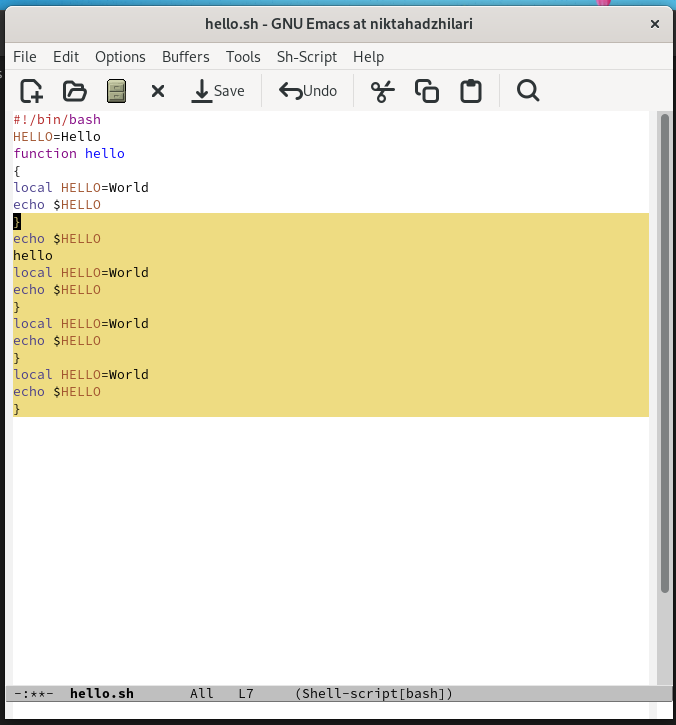 hello.sh - GNU Emacs at niktahadzhilari
File Edit Options Buffers Tools Sh-Script Help
Save Undo
#!/bin/bash
HELLO=Hello
function hello
{
local HELLO=World
echo $HELLO
}
echo $HELLO
hello
local HELLO=World
echo $HELLO
}
local HELLO=World
echo $HELLO
}
local HELLO=World
echo $HELLO
}
-:**- hello.sh All L7 (Shell-script[bash])